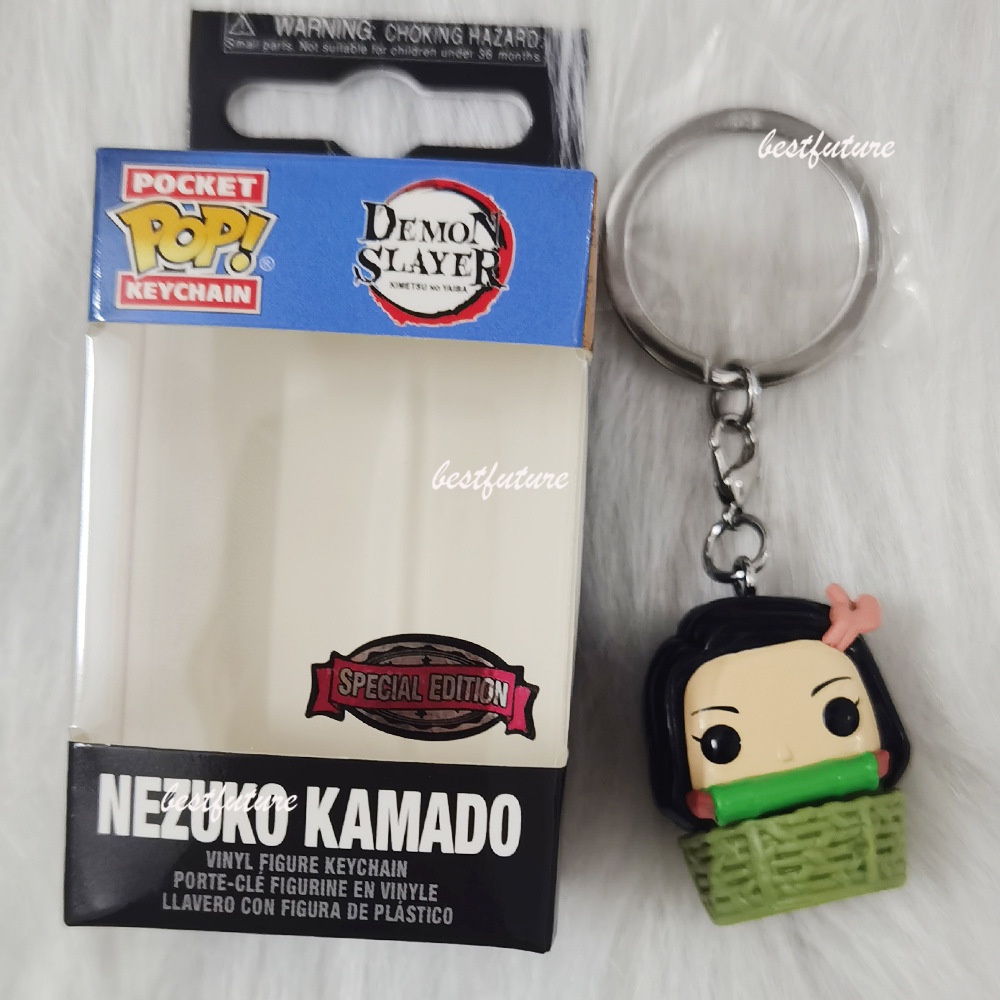 WARNING: CHOKING HAZARD.
Small parts. Not suitable for children under 36 months.
POCKET
POP!®
KEYCHAIN
DEMON
SLAYER
KIMETSU NO YAIBA
bestfuture
bestfuture
SPECIAL EDITION
NEZUKO KAMADO
bestfuture
VINYL FIGURE KEYCHAIN
PORTE-CLÉ FIGURINE EN VINYLE
LLAVERO CON FIGURA DE PLÁSTICO